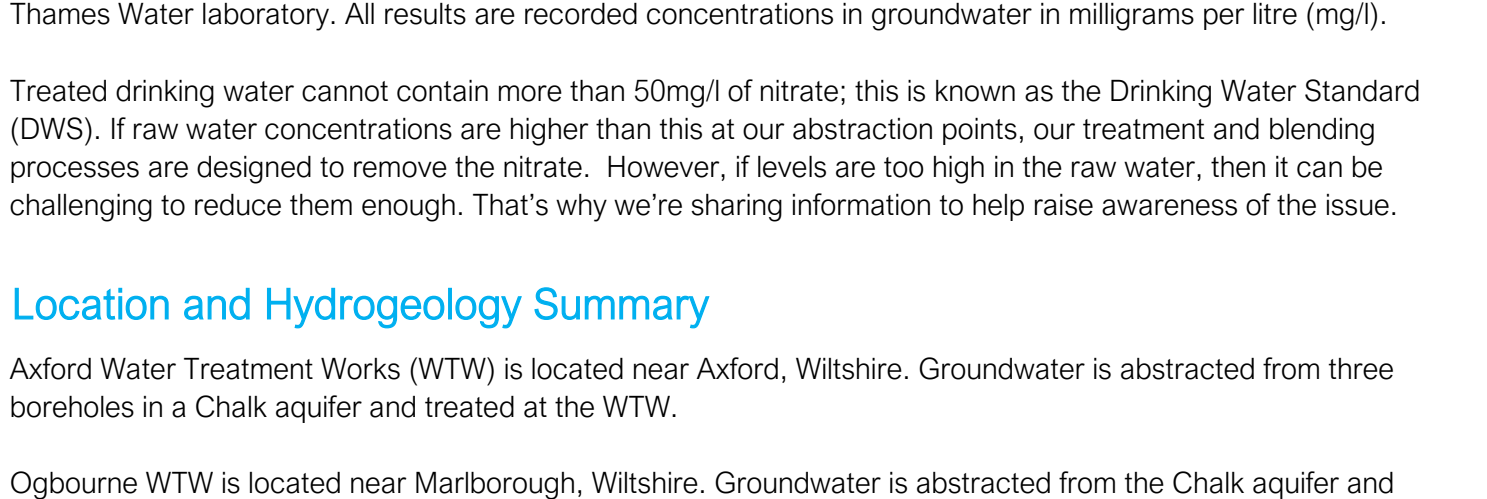 Thames Water laboratory. All results are recorded concentrations in groundwater in milligrams per litre (mg/l).
Treated drinking water cannot contain more than 50mg/l of nitrate; this is known as the Drinking Water Standard
(DWS). If raw water concentrations are higher than this at our abstraction points, our treatment and blending
processes are designed to remove the nitrate.  However, if levels are too high in the raw water, then it can be
challenging to reduce them enough. That’s why we’re sharing information to help raise awareness of the issue.
Location and Hydrogeology Summary
Axford Water Treatment Works (WTW) is located near Axford, Wiltshire. Groundwater is abstracted from three
boreholes in a Chalk aquifer and treated at the WTW.
Ogbourne WTW is located near Marlborough, Wiltshire. Groundwater is abstracted from the Chalk aquifer and